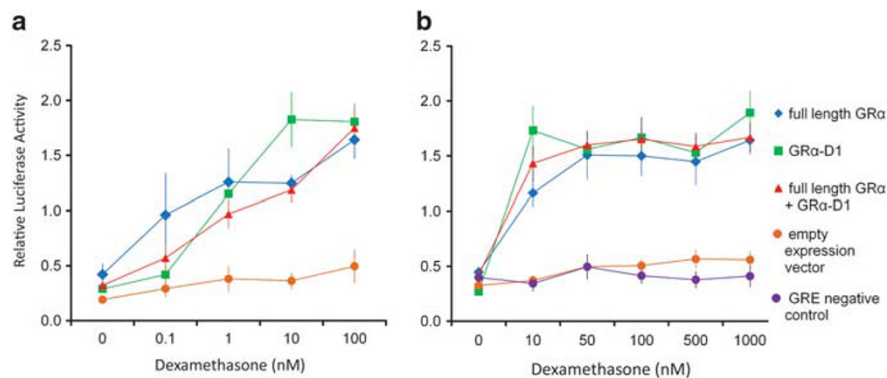 a
b
Relative Luciferase Activity
2.5
2.0
1.5
1.0
0.5
0.0
0 0.1 1 10 100
Dexamethasone (nM)
2.5
2.0
1.5
1.0
0.5
0.0
0 10 50 100 500 1000
Dexamethasone (nM)
full length GRα
GRα-D1
full length GRα
+ GRα-D1
empty
expression
vector
GRE negative
control